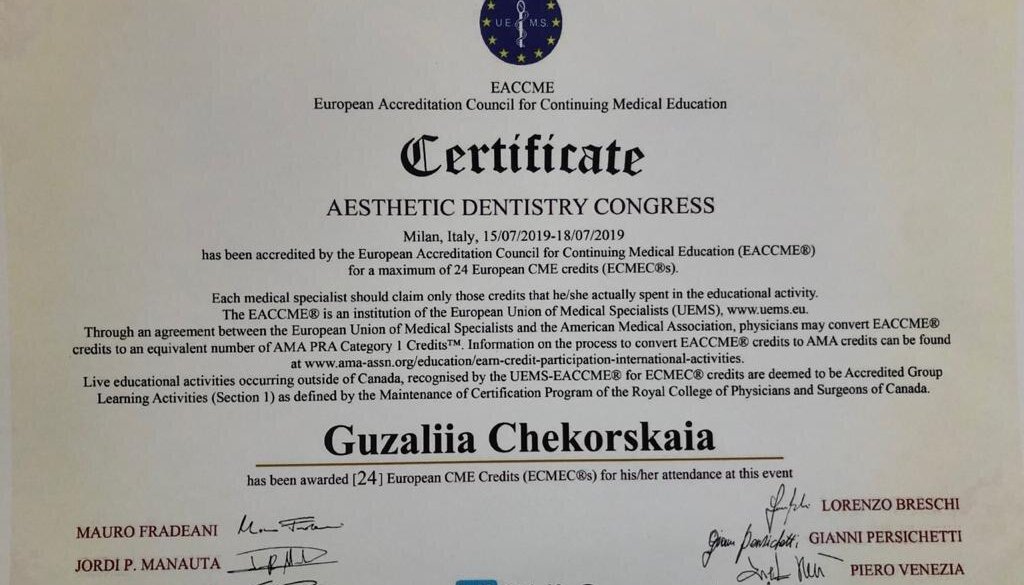 U E M.S.
EACCME
European Accreditation Council for Continuing Medical Education
Certificate
AESTHETIC DENTISTRY CONGRESS
Milan, Italy, 15/07/2019-18/07/2019
has been accredited by the European Accreditation Council for Continuing Medical Education (EACCME®)
for a maximum of 24 European CME credits (ECMEC®s).
Each medical specialist should claim only those credits that he/she actually spent in the educational activity.
The EACCME® is an institution of the European Union of Medical Specialists (UEMS), www.uems.eu.
Through an agreement between the European Union of Medical Specialists and the American Medical Association, physicians may convert EACCME®
credits to an equivalent number of AMA PRA Category 1 Credits™. Information on the process to convert EACCME® credits to AMA credits can be found
at www.ama-assn.org/education/earn-credit-participation-international-activities.
Live educational activities occurring outside of Canada, recognised by the UEMS-EACCME® for ECMEC® credits are deemed to be Accredited Group
Learning Activities (Section 1) as defined by the Maintenance of Certification Program of the Royal College of Physicians and Surgeons of Canada.
Guzaliia Chekorskaia
has been awarded [24] European CME Credits (ECMEC®s) for his/her attendance at this event
LORENZO BRESCHI
MAURO FRADEANI
GIANNI PERSICHETTI
JORDI P. MANAUTA
PIERO VENEZIA